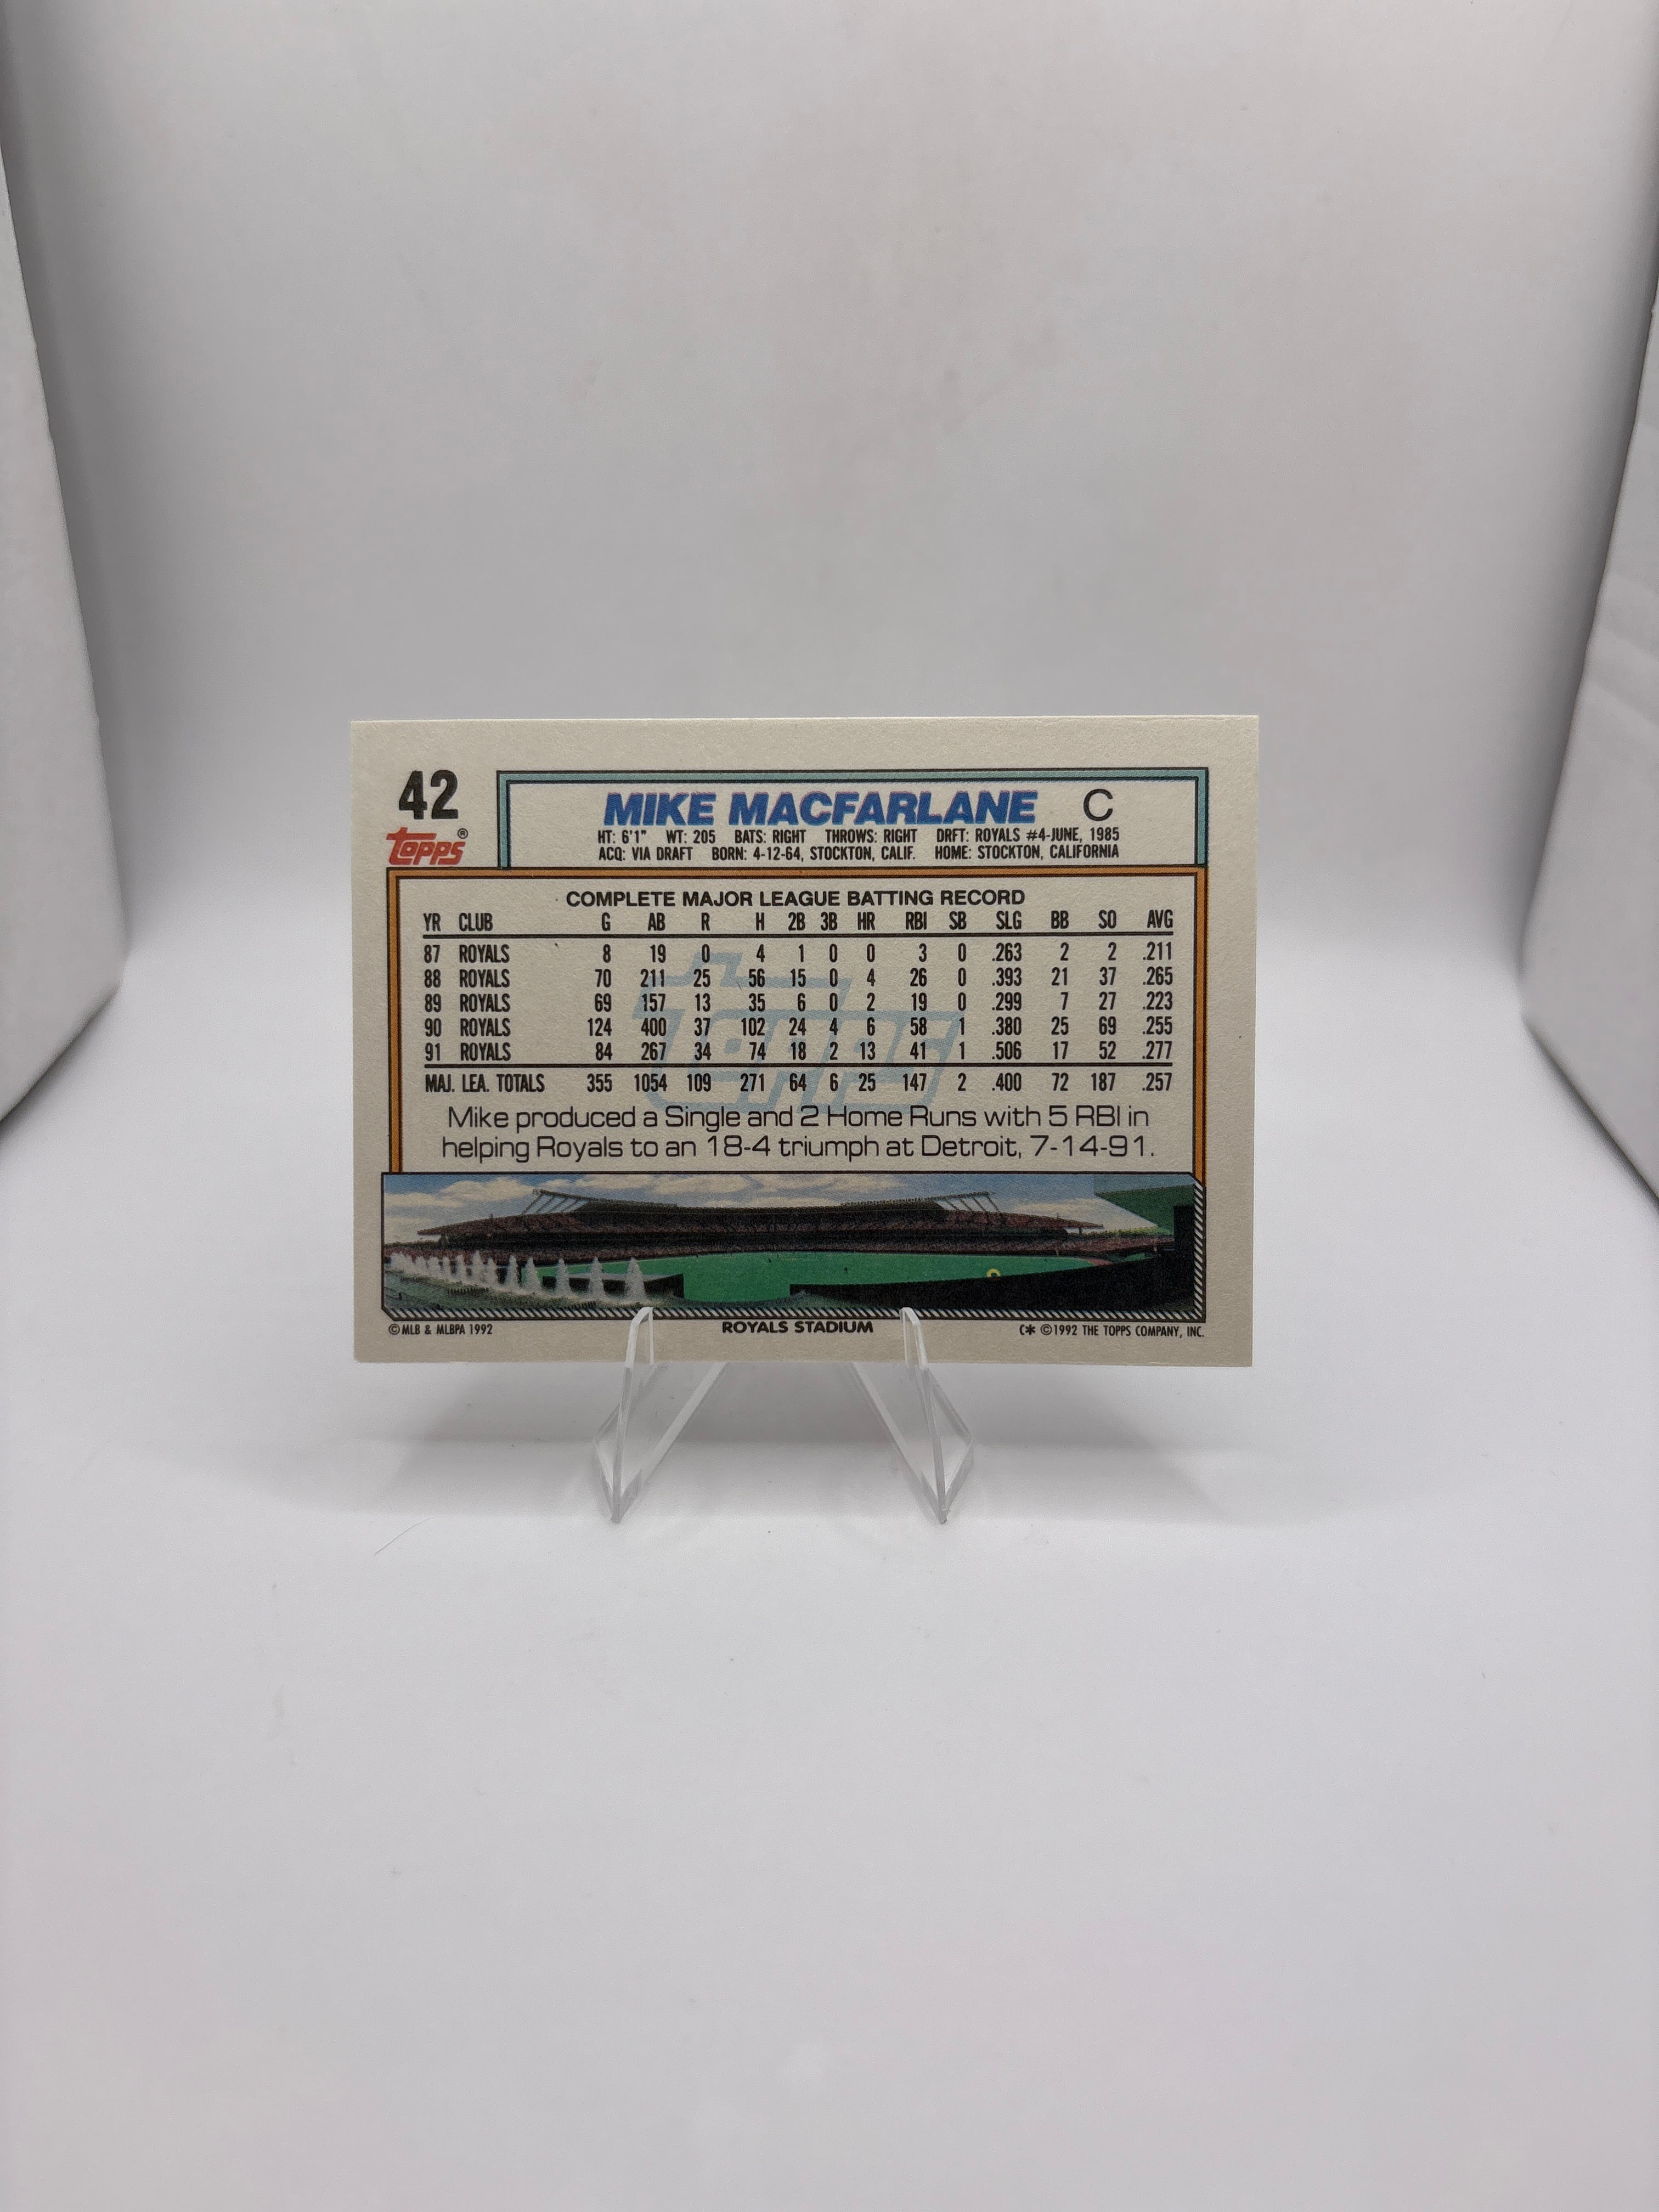 42
Topps®
MIKE MACFARLANE C
HT: 6'1" WT: 205 BATS: RIGHT THROWS: RIGHT DRFT: ROYALS #4-JUNE, 1985
ACQ: VIA DRAFT BORN: 4-12-64, STOCKTON, CALIF. HOME: STOCKTON, CALIFORNIA
COMPLETE MAJOR LEAGUE BATTING RECORD
YR CLUB G AB R H 2B 3B HR RBI SB SLG BB SO AVG
87 ROYALS 8 19 0 4 1 0 0 3 0 .263 2 2 .211
88 ROYALS 70 211 25 56 15 0 4 26 0 .393 21 37 .265
89 ROYALS 69 157 13 35 6 0 2 19 0 .299 7 27 .223
90 ROYALS 124 400 37 102 24 4 6 58 1 .380 25 69 .255
91 ROYALS 84 267 34 74 18 2 13 41 1 .506 17 52 .277
MAJ. LEA. TOTALS 355 1054 109 271 64 6 25 147 2 .400 72 187 .257
Topps
Mike produced a Single and 2 Home Runs with 5 RBI in
helping Royals to an 18-4 triumph at Detroit, 7-14-91.
©MLB & MLBPA 1992 ROYALS STADIUM (* ©1992 THE TOPPS COMPANY, INC.